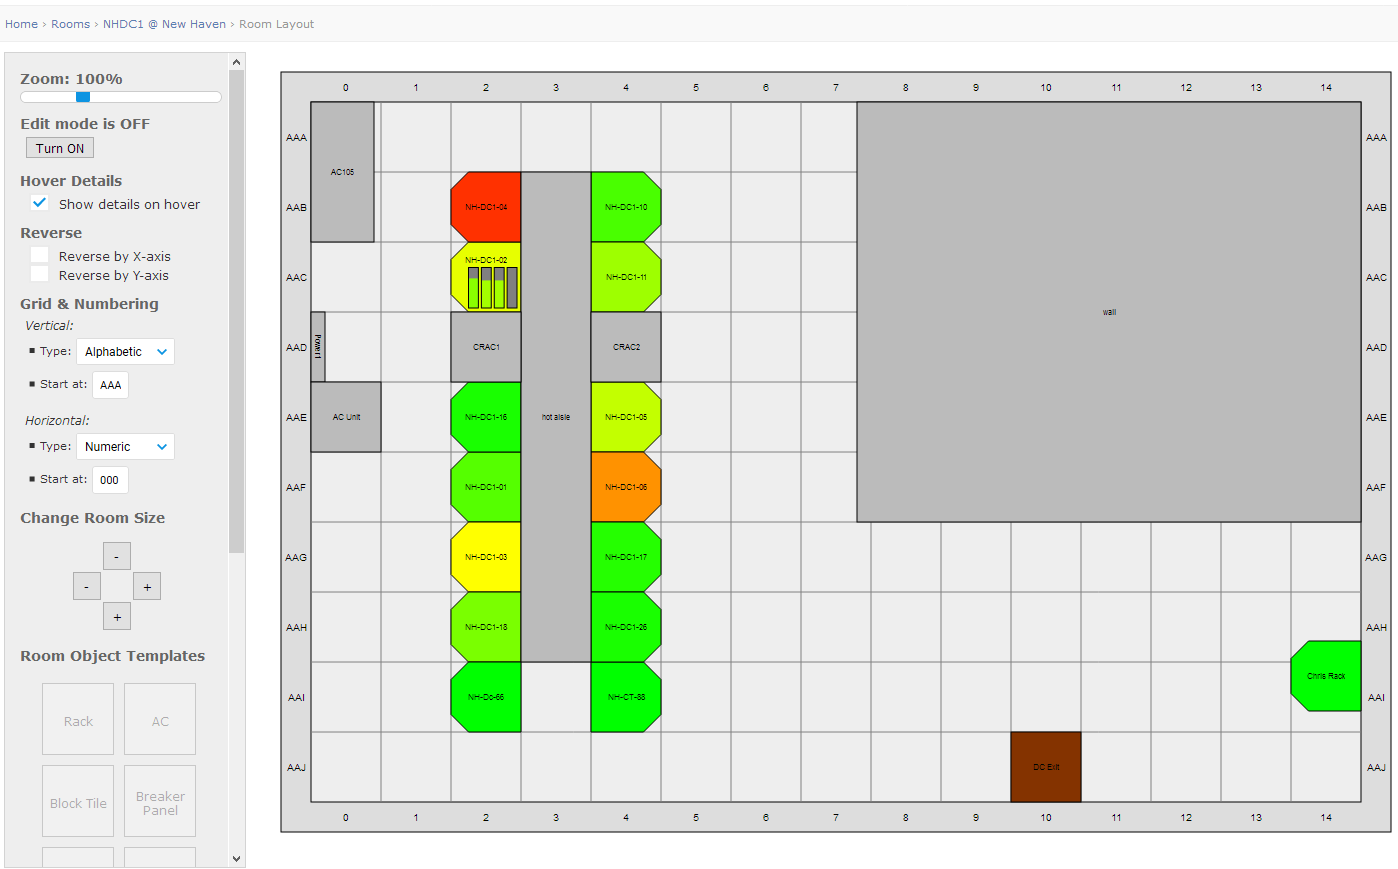 Home › Rooms › NHDC1 @ New Haven › Room Layout
Zoom: 100%
Edit mode is OFF
Turn ON
Hover Details
Show details on hover
Reverse
Reverse by X-axis
Reverse by Y-axis
Grid & Numbering
Vertical:
Type: Alphabetic
Start at: AAA
Horizontal:
Type: Numeric
Start at: 000
Change Room Size
-
- +
+
Room Object Templates
Rack AC
Block Tile Breaker Panel
0 1 2 3 4 5 6 7 8 9 10 11 12 13 14
AAA AAA
AC105
AAB NH-DC1-04 NH-DC1-10 AAB
NH-DC1-02
AAC NH-DC1-11 AAC
wall
Power1
AAD CRAC1 CRAC2 AAD
AAE AC Unit NH-DC1-16 hot aisle NH-DC1-05 AAE
AAF NH-DC1-01 NH-DC1-06 AAF
AAG NH-DC1-03 NH-DC1-17 AAG
AAH NH-DC1-18 NH-DC1-26 AAH
Chris Rack
AAI NH-Dc-66 NH-CT-88 AAI
AAJ DC Exit AAJ
0 1 2 3 4 5 6 7 8 9 10 11 12 13 14